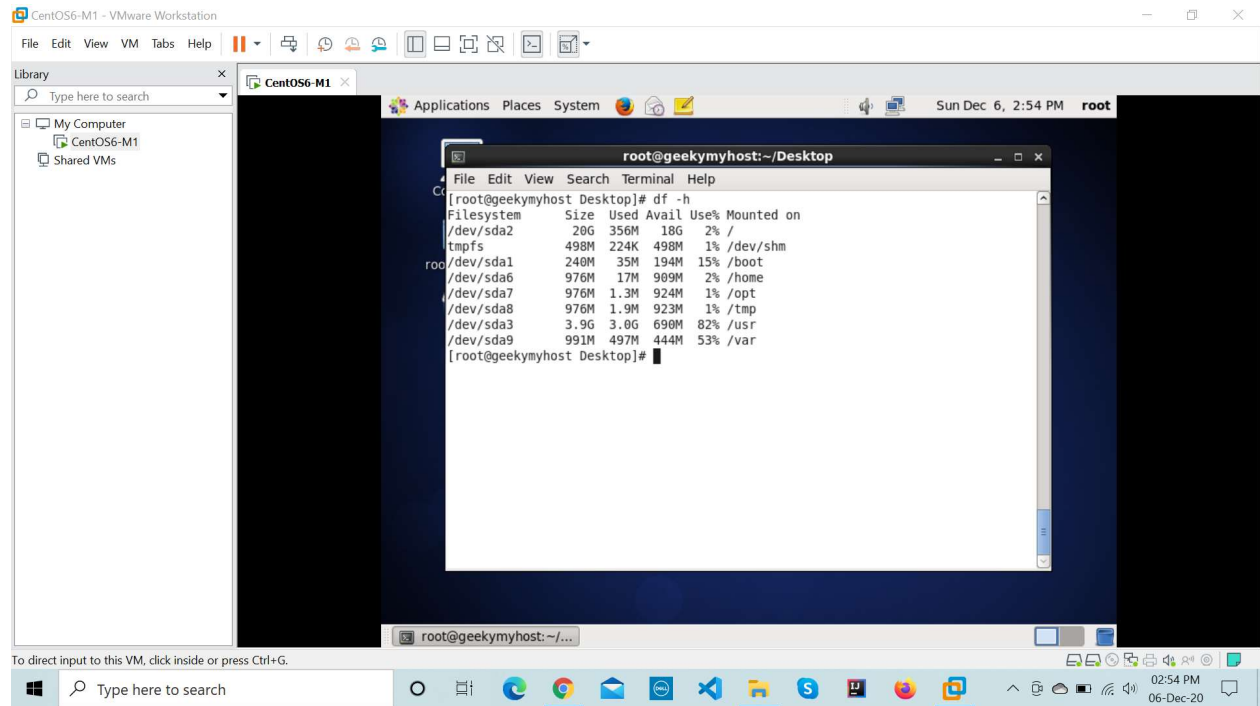 CentOS6-M1 - VMware Workstation
File Edit View VM Tabs Help
Library
Type here to search
My Computer
CentOS6-M1
Shared VMs
CentOS6-M1
Applications Places System
Sun Dec 6, 2:54 PM root
root@geekymyhost:~/Desktop
File Edit View Search Terminal Help
[root@geekymyhost Desktop]# df -h
Filesystem Size Used Avail Use% Mounted on
/dev/sda2 20G 356M 18G 2% /
tmpfs 498M 224K 498M 1% /dev/shm
/dev/sda1 240M 35M 194M 15% /boot
/dev/sda6 976M 17M 909M 2% /home
/dev/sda7 976M 1.3M 924M 1% /opt
/dev/sda8 976M 1.9M 923M 1% /tmp
/dev/sda3 3.9G 3.0G 690M 82% /usr
/dev/sda9 991M 497M 444M 53% /var
[root@geekymyhost Desktop]#
root@geekymyhost:~/...
To direct input to this VM, click inside or press Ctrl+G.
Type here to search
02:54 PM
06-Dec-20